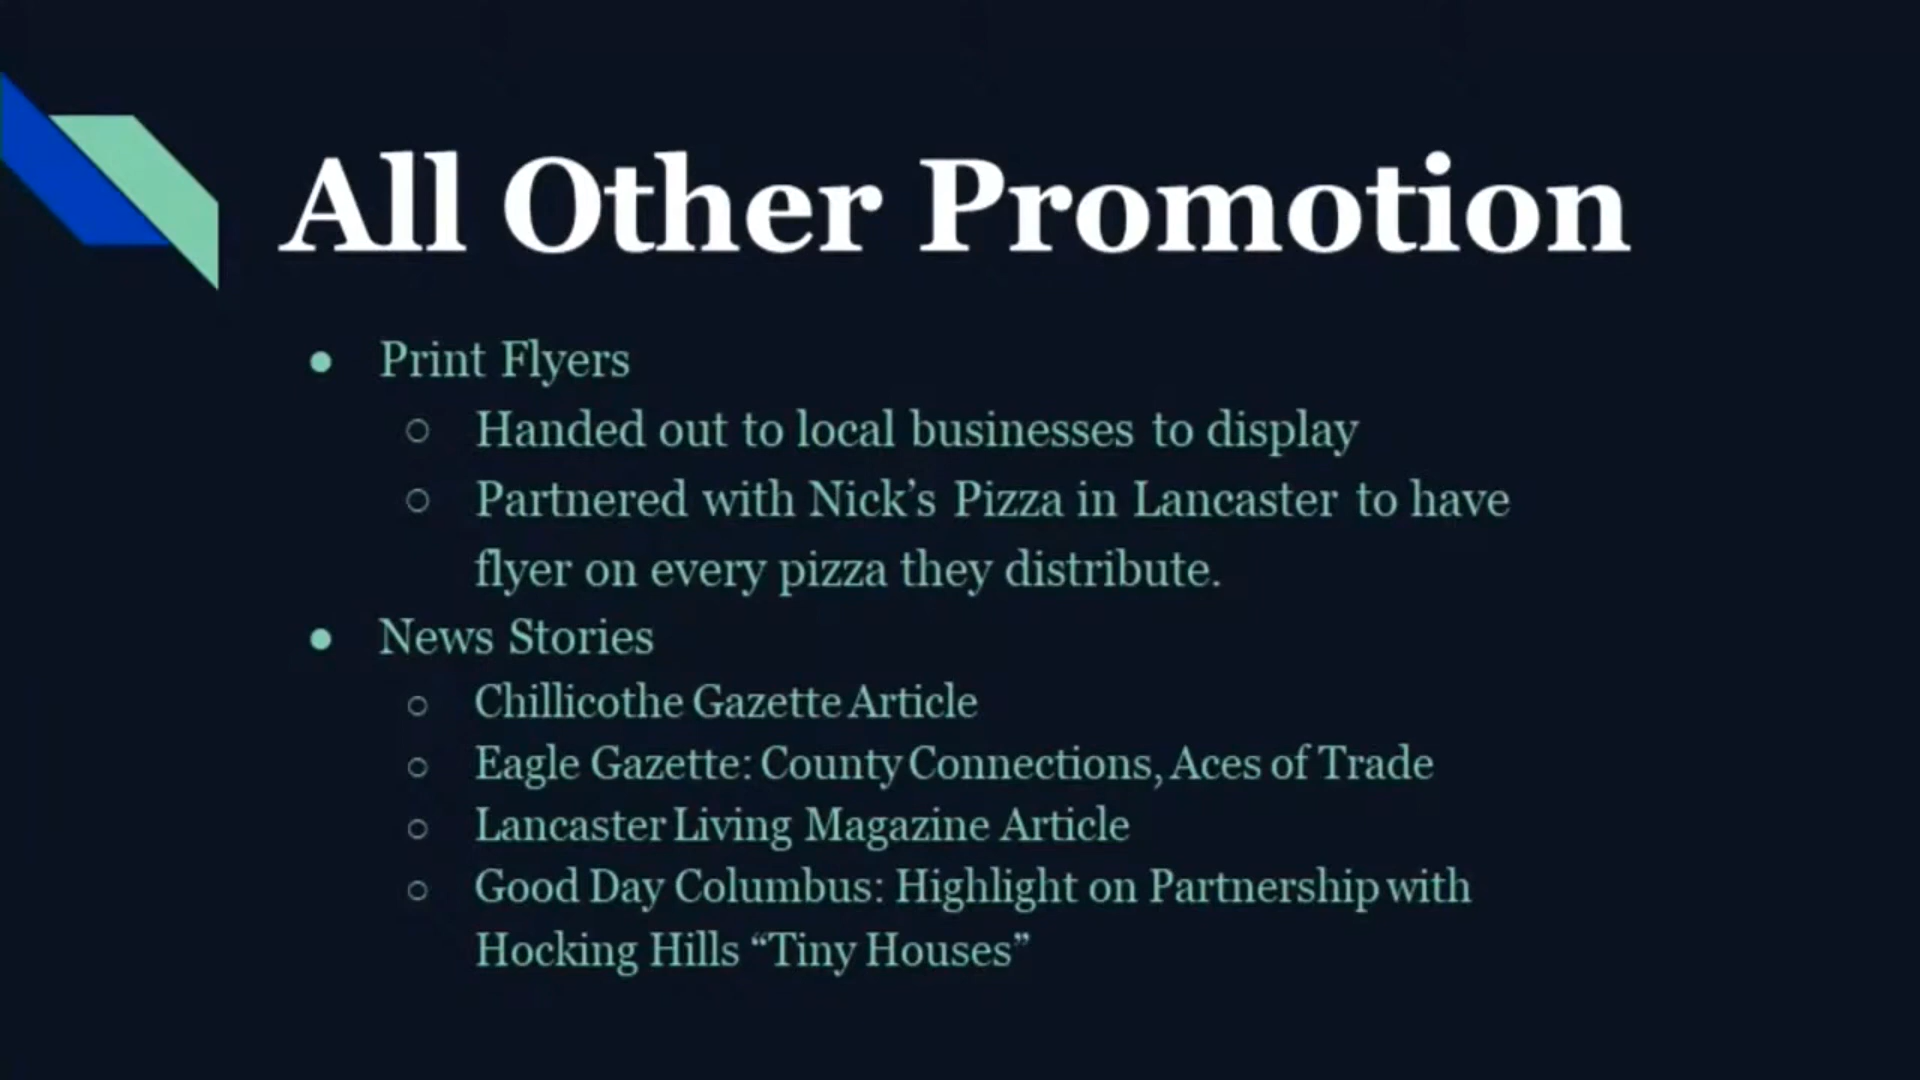 All Other Promotion
● Print Flyers
○ Handed out to local businesses to display
○ Partnered with Nick’s Pizza in Lancaster to have
flyer on every pizza they distribute.
● News Stories
○ Chillicothe Gazette Article
○ Eagle Gazette: County Connections, Aces of Trade
○ Lancaster Living Magazine Article
○ Good Day Columbus: Highlight on Partnership with
Hocking Hills “Tiny Houses”